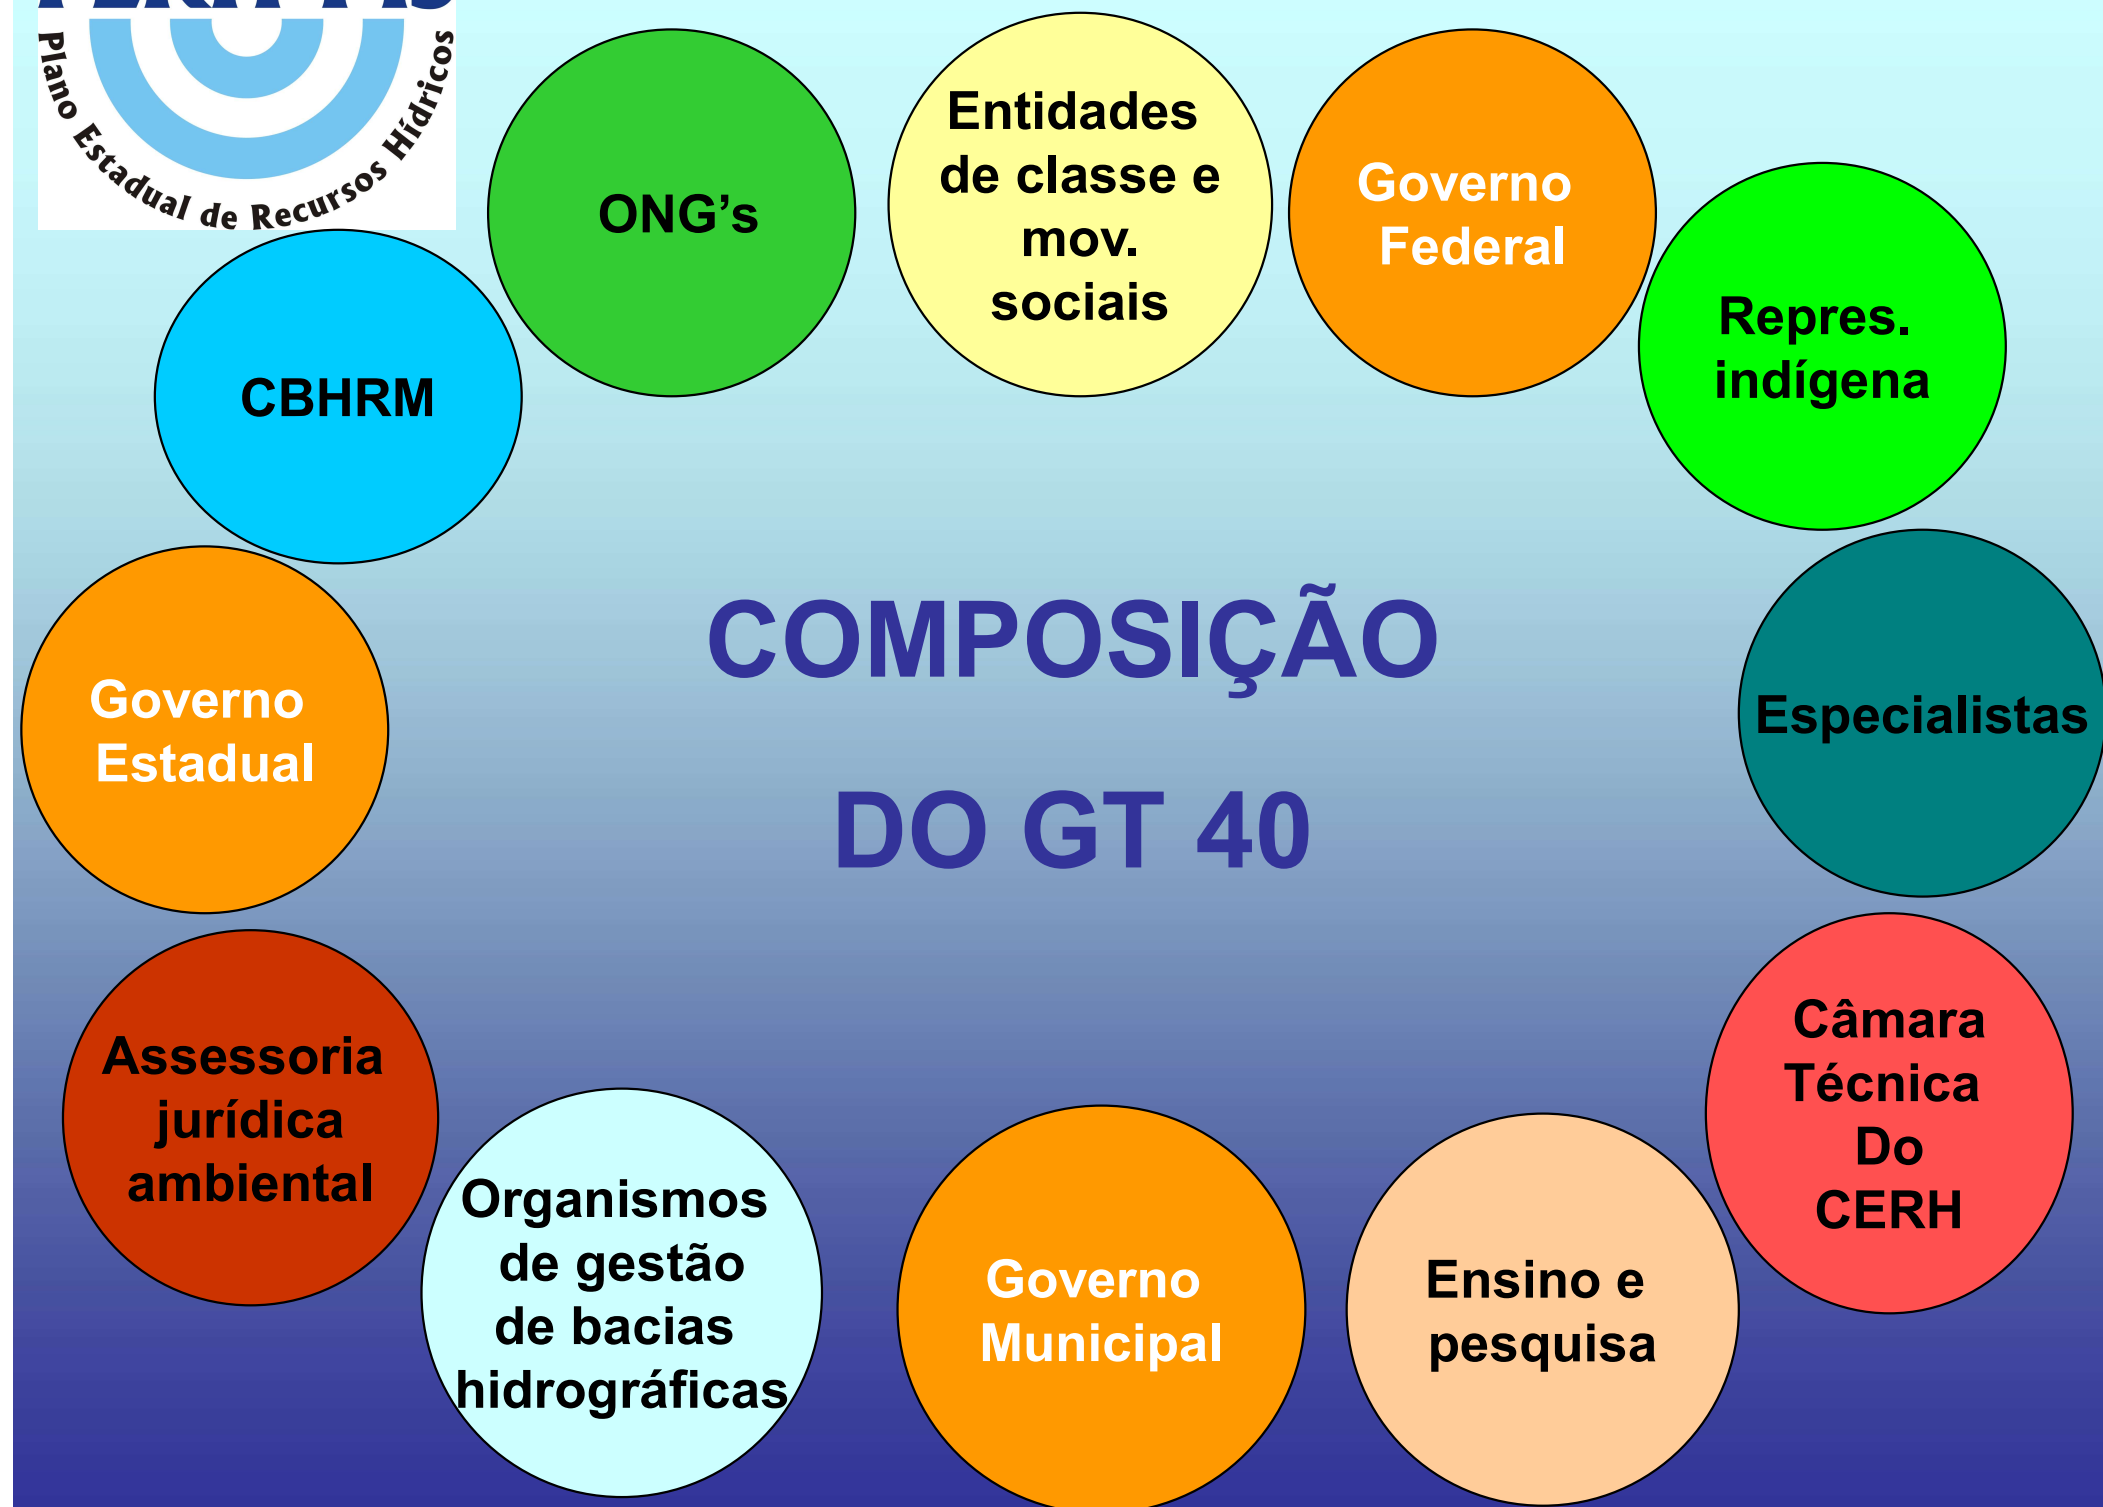 Plano Estadual de Recursos Hídricos
ONG’s
Entidades
de classe e
mov.
sociais
Governo
Federal
Repres.
indígena
CBHRM
Especialistas
COMPOSIÇÃO
DO GT 40
Governo
Estadual
Câmara
Técnica
Do
CERH
Assessoria
jurídica
ambiental
Organismos
de gestão
de bacias
hidrográficas
Governo
Municipal
Ensino e
pesquisa